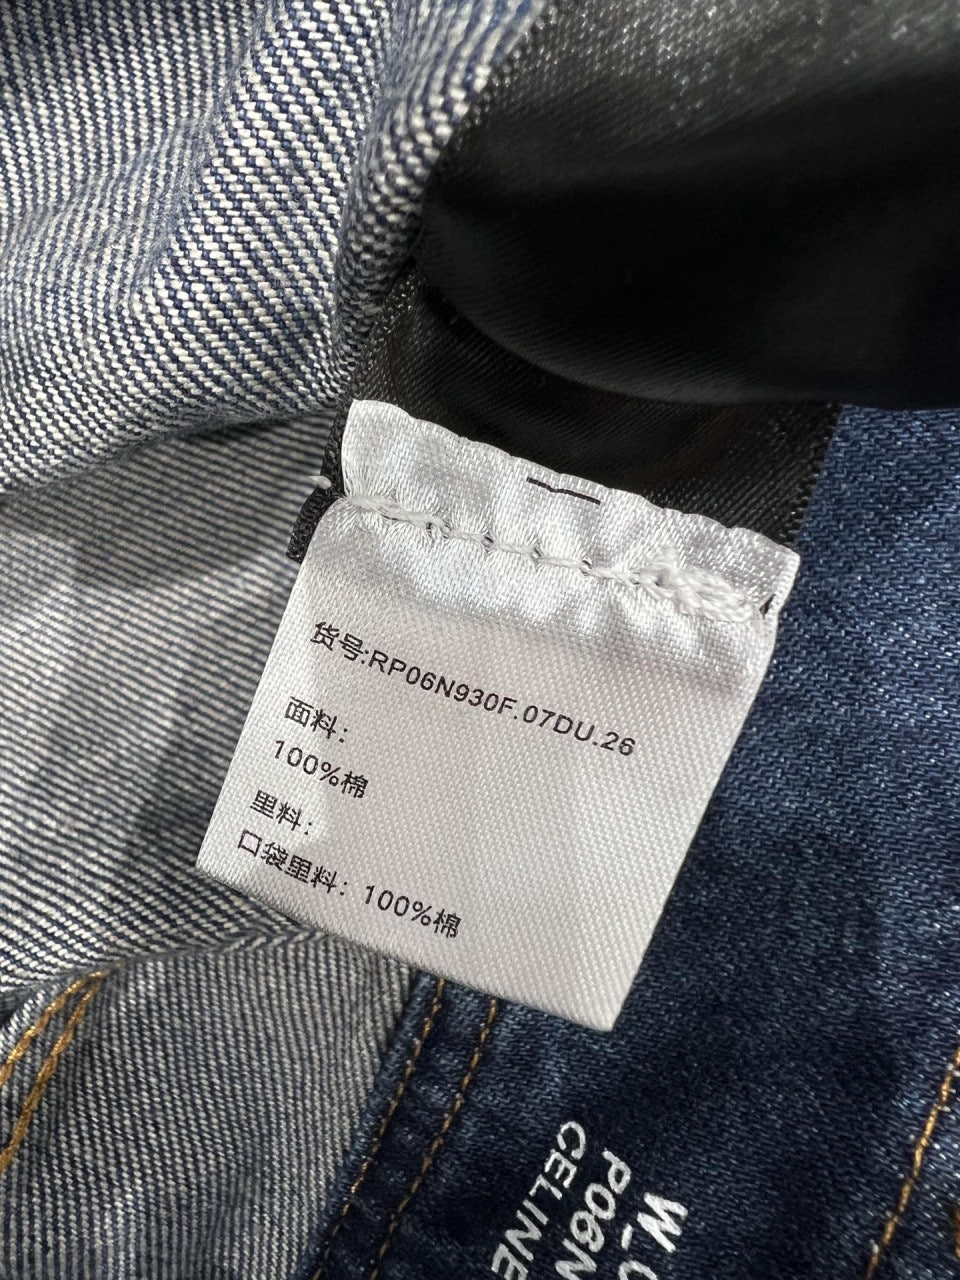 货号:RP06N930F.07DU.26
面料：
100%棉
里料：
口袋里料：100%棉
W_C
P06N
CELINE